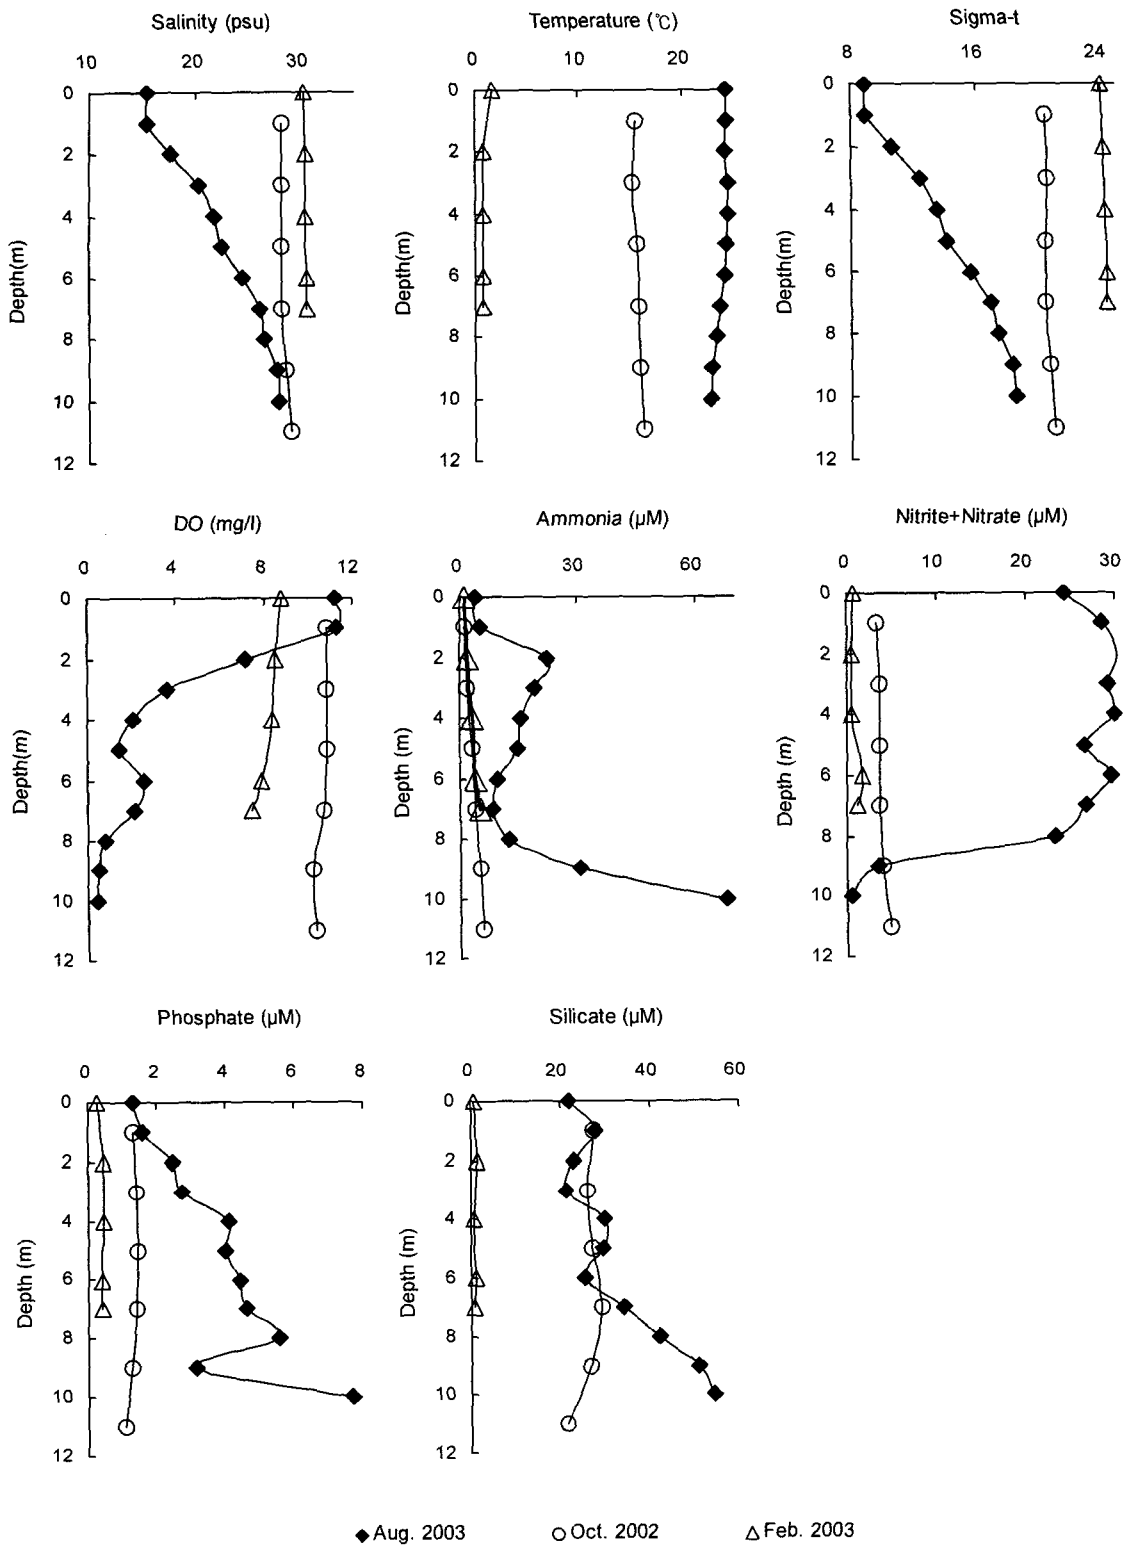 Salinity (psu)
10 20 30
0
2
4
6
8
10
12
Depth(m)
Temperature (℃)
0 10 20
0
2
4
6
8
10
12
Depth(m)
Sigma-t
8 16 24
0
2
4
6
8
10
12
Depth(m)
DO (mg/l)
0 4 8 12
0
2
4
6
8
10
12
Depth(m)
Ammonia (µM)
0 30 60
0
2
4
6
8
10
12
Depth (m)
Nitrite+Nitrate (µM)
0 10 20 30
0
2
4
6
8
10
12
Depth (m)
Phosphate (µM)
0 2 4 6 8
0
2
4
6
8
10
12
Depth (m)
Silicate (µM)
0 20 40 60
0
2
4
6
8
10
12
Depth (m)
Aug. 2003 Oct. 2002 Feb. 2003